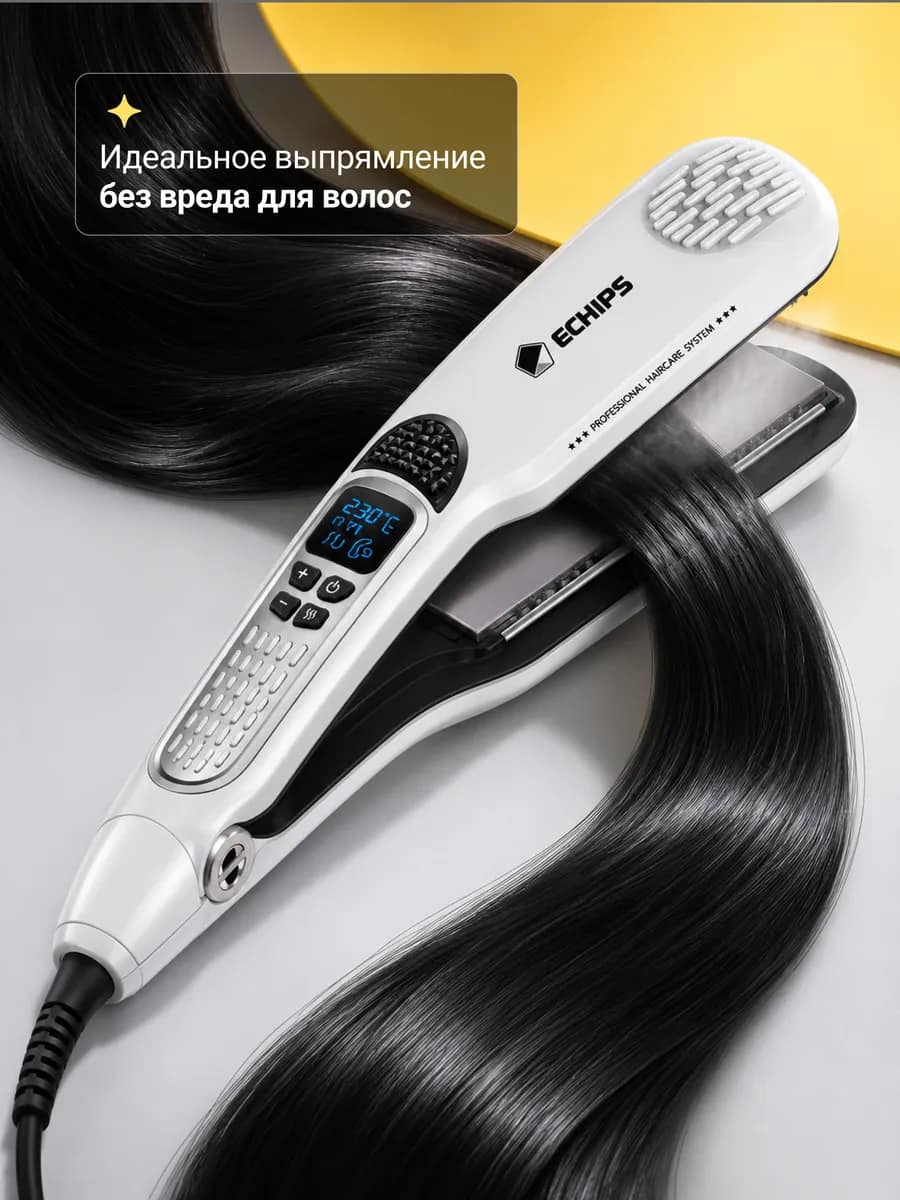 Идеальное выпрямление
без вреда для волос
ECHIPS
★★★ PROFESSIONAL HAIRCARE SYSTEM ★★★
230°C
+
−